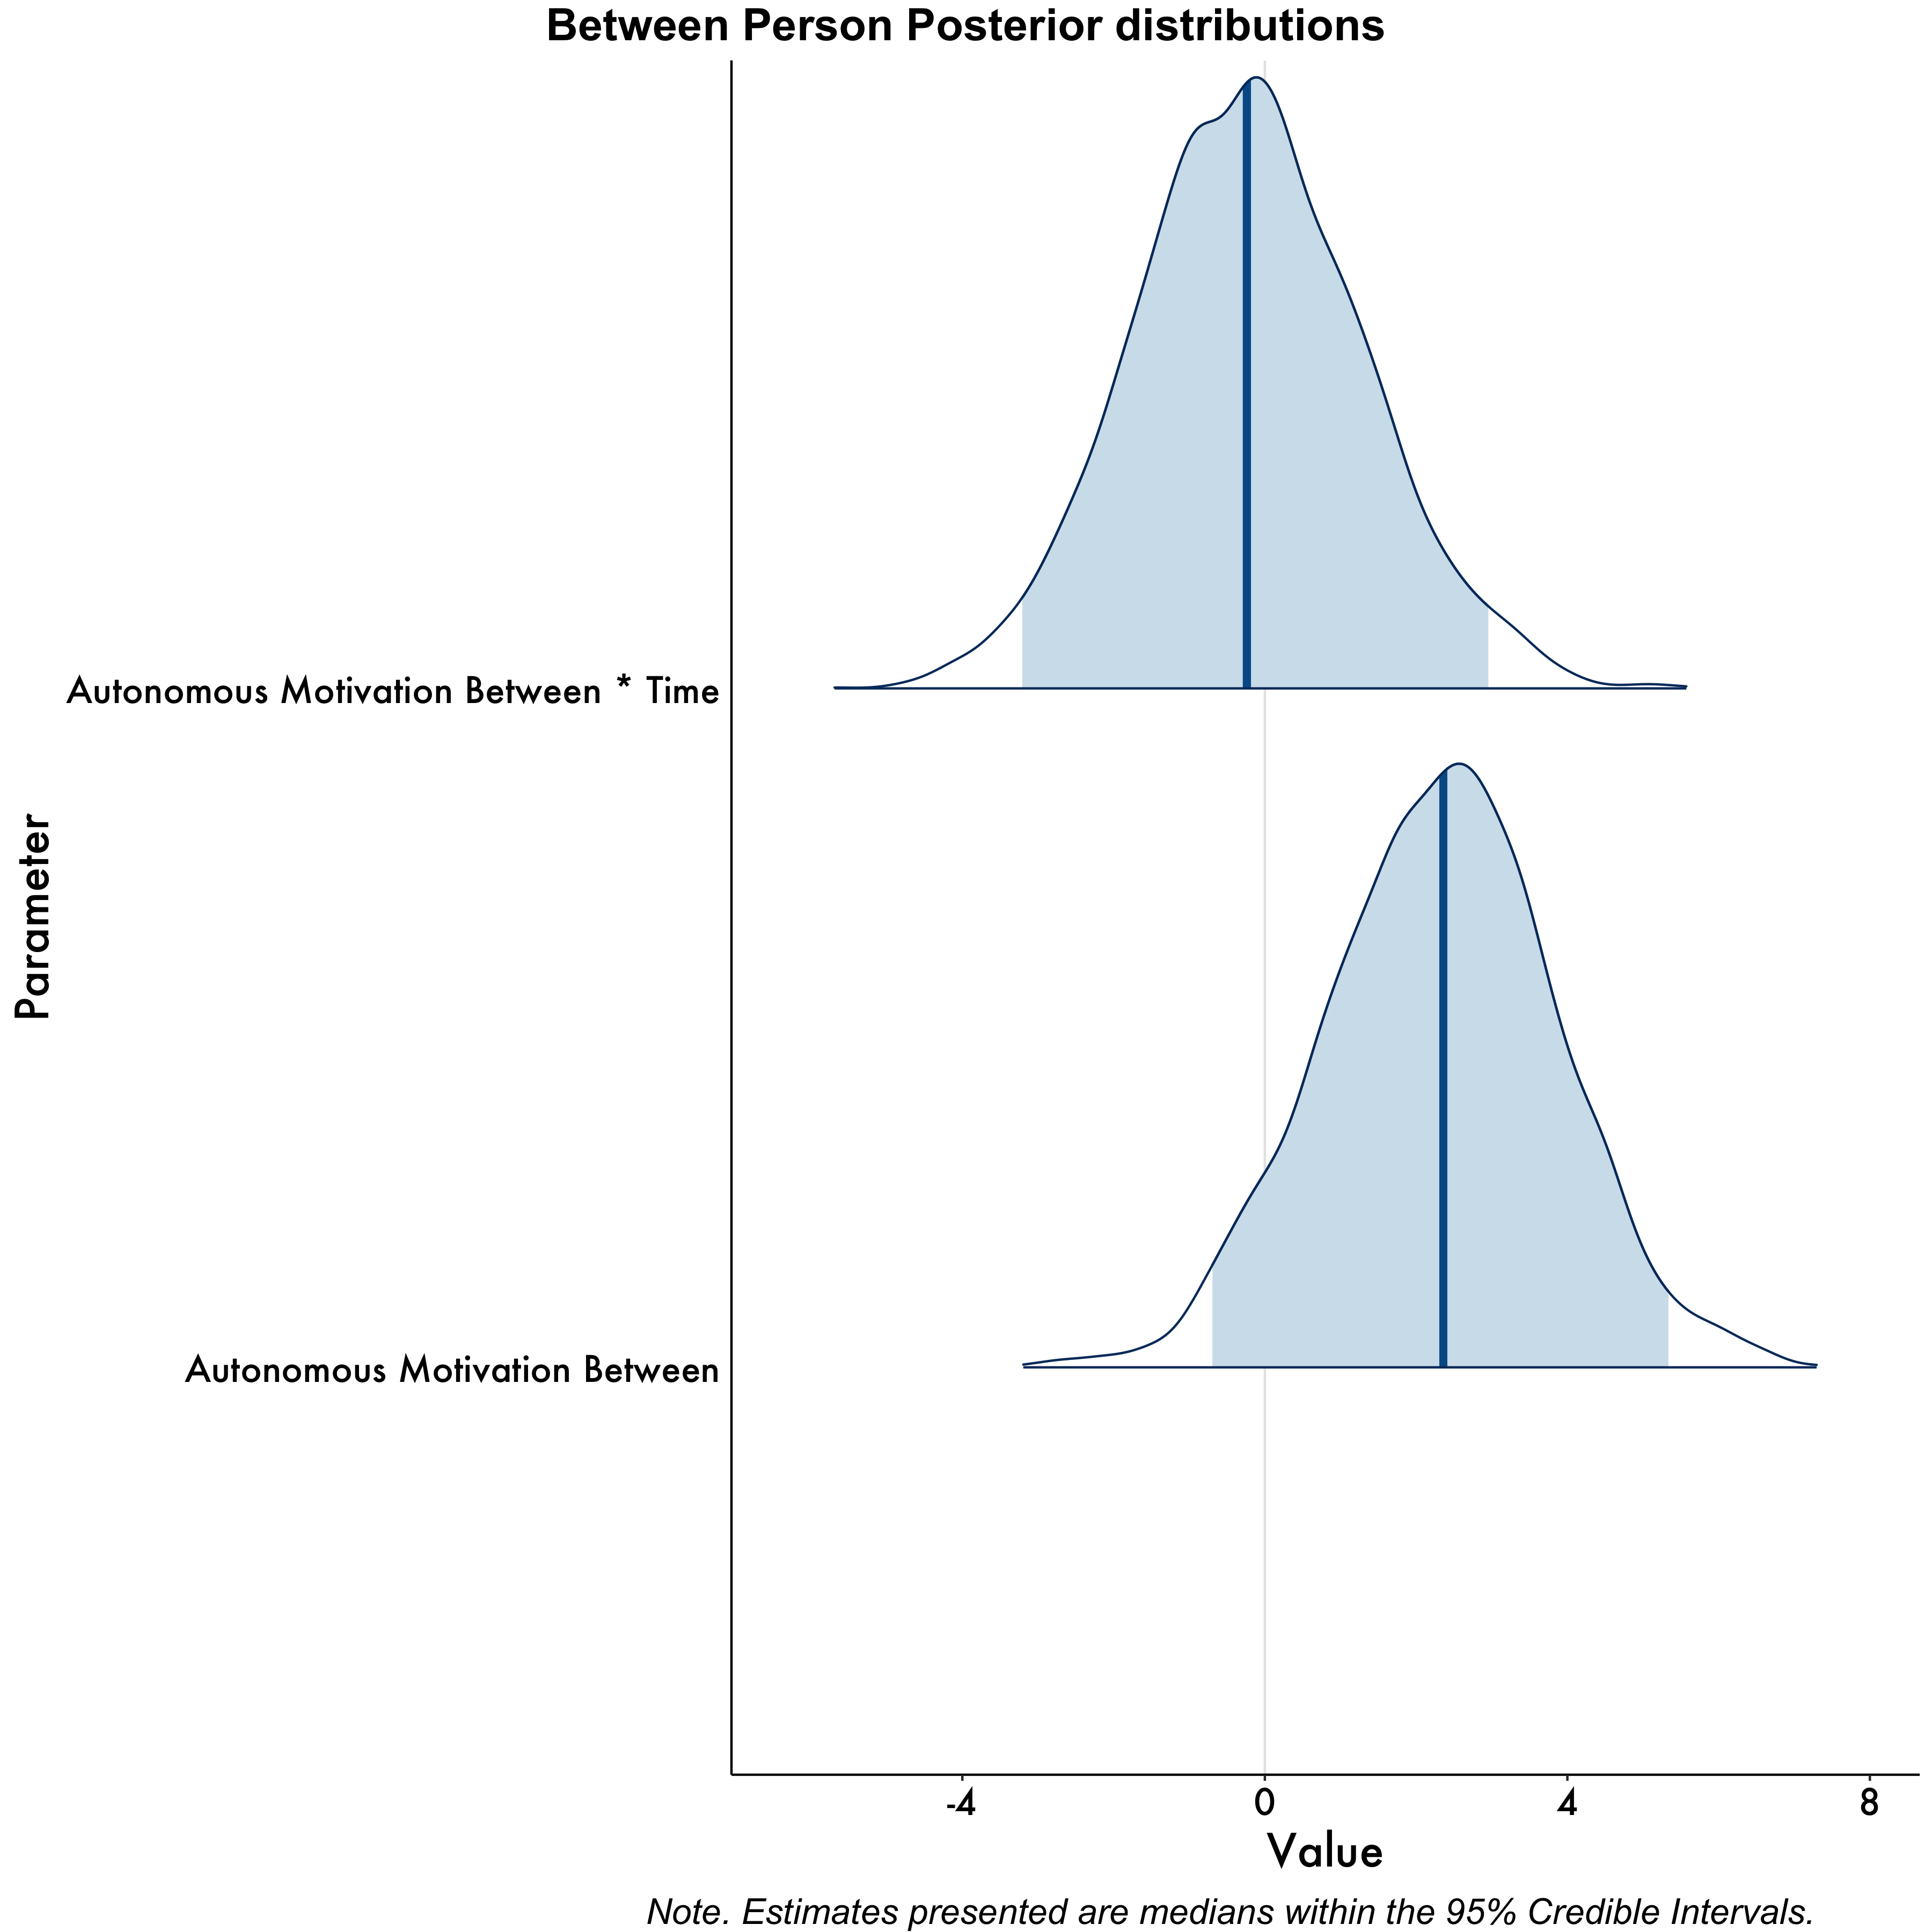 Between Person Posterior distributions
Autonomous Motivation Between * Time
Parameter
Autonomous Motivation Between
-4 0 4 8
Value
Note. Estimates presented are medians within the 95% Credible Intervals.